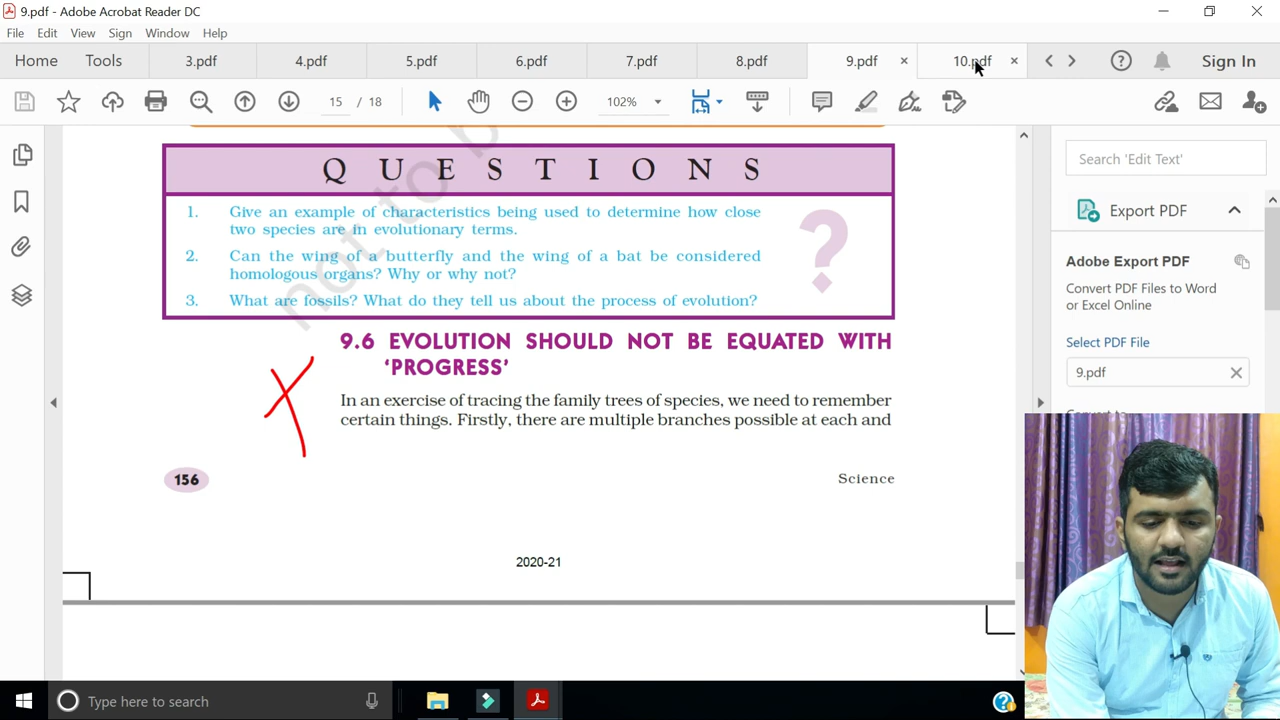 9.pdf - Adobe Acrobat Reader DC
File Edit View Sign Window Help
Home Tools 3.pdf 4.pdf 5.pdf 6.pdf 7.pdf 8.pdf 9.pdf 10.pdf Sign In
15 / 18 102%
not to b
QUESTIONS
1. Give an example of characteristics being used to determine how close
two species are in evolutionary terms.
2. Can the wing of a butterfly and the wing of a bat be considered
homologous organs? Why or why not?
3. What are fossils? What do they tell us about the process of evolution?
?
9.6 EVOLUTION SHOULD NOT BE EQUATED WITH
‘PROGRESS’
In an exercise of tracing the family trees of species, we need to remember
certain things. Firstly, there are multiple branches possible at each and
156
Science
2020-21
Search 'Edit Text'
Export PDF
Adobe Export PDF
Convert PDF Files to Word
or Excel Online
Select PDF File
9.pdf
Type here to search